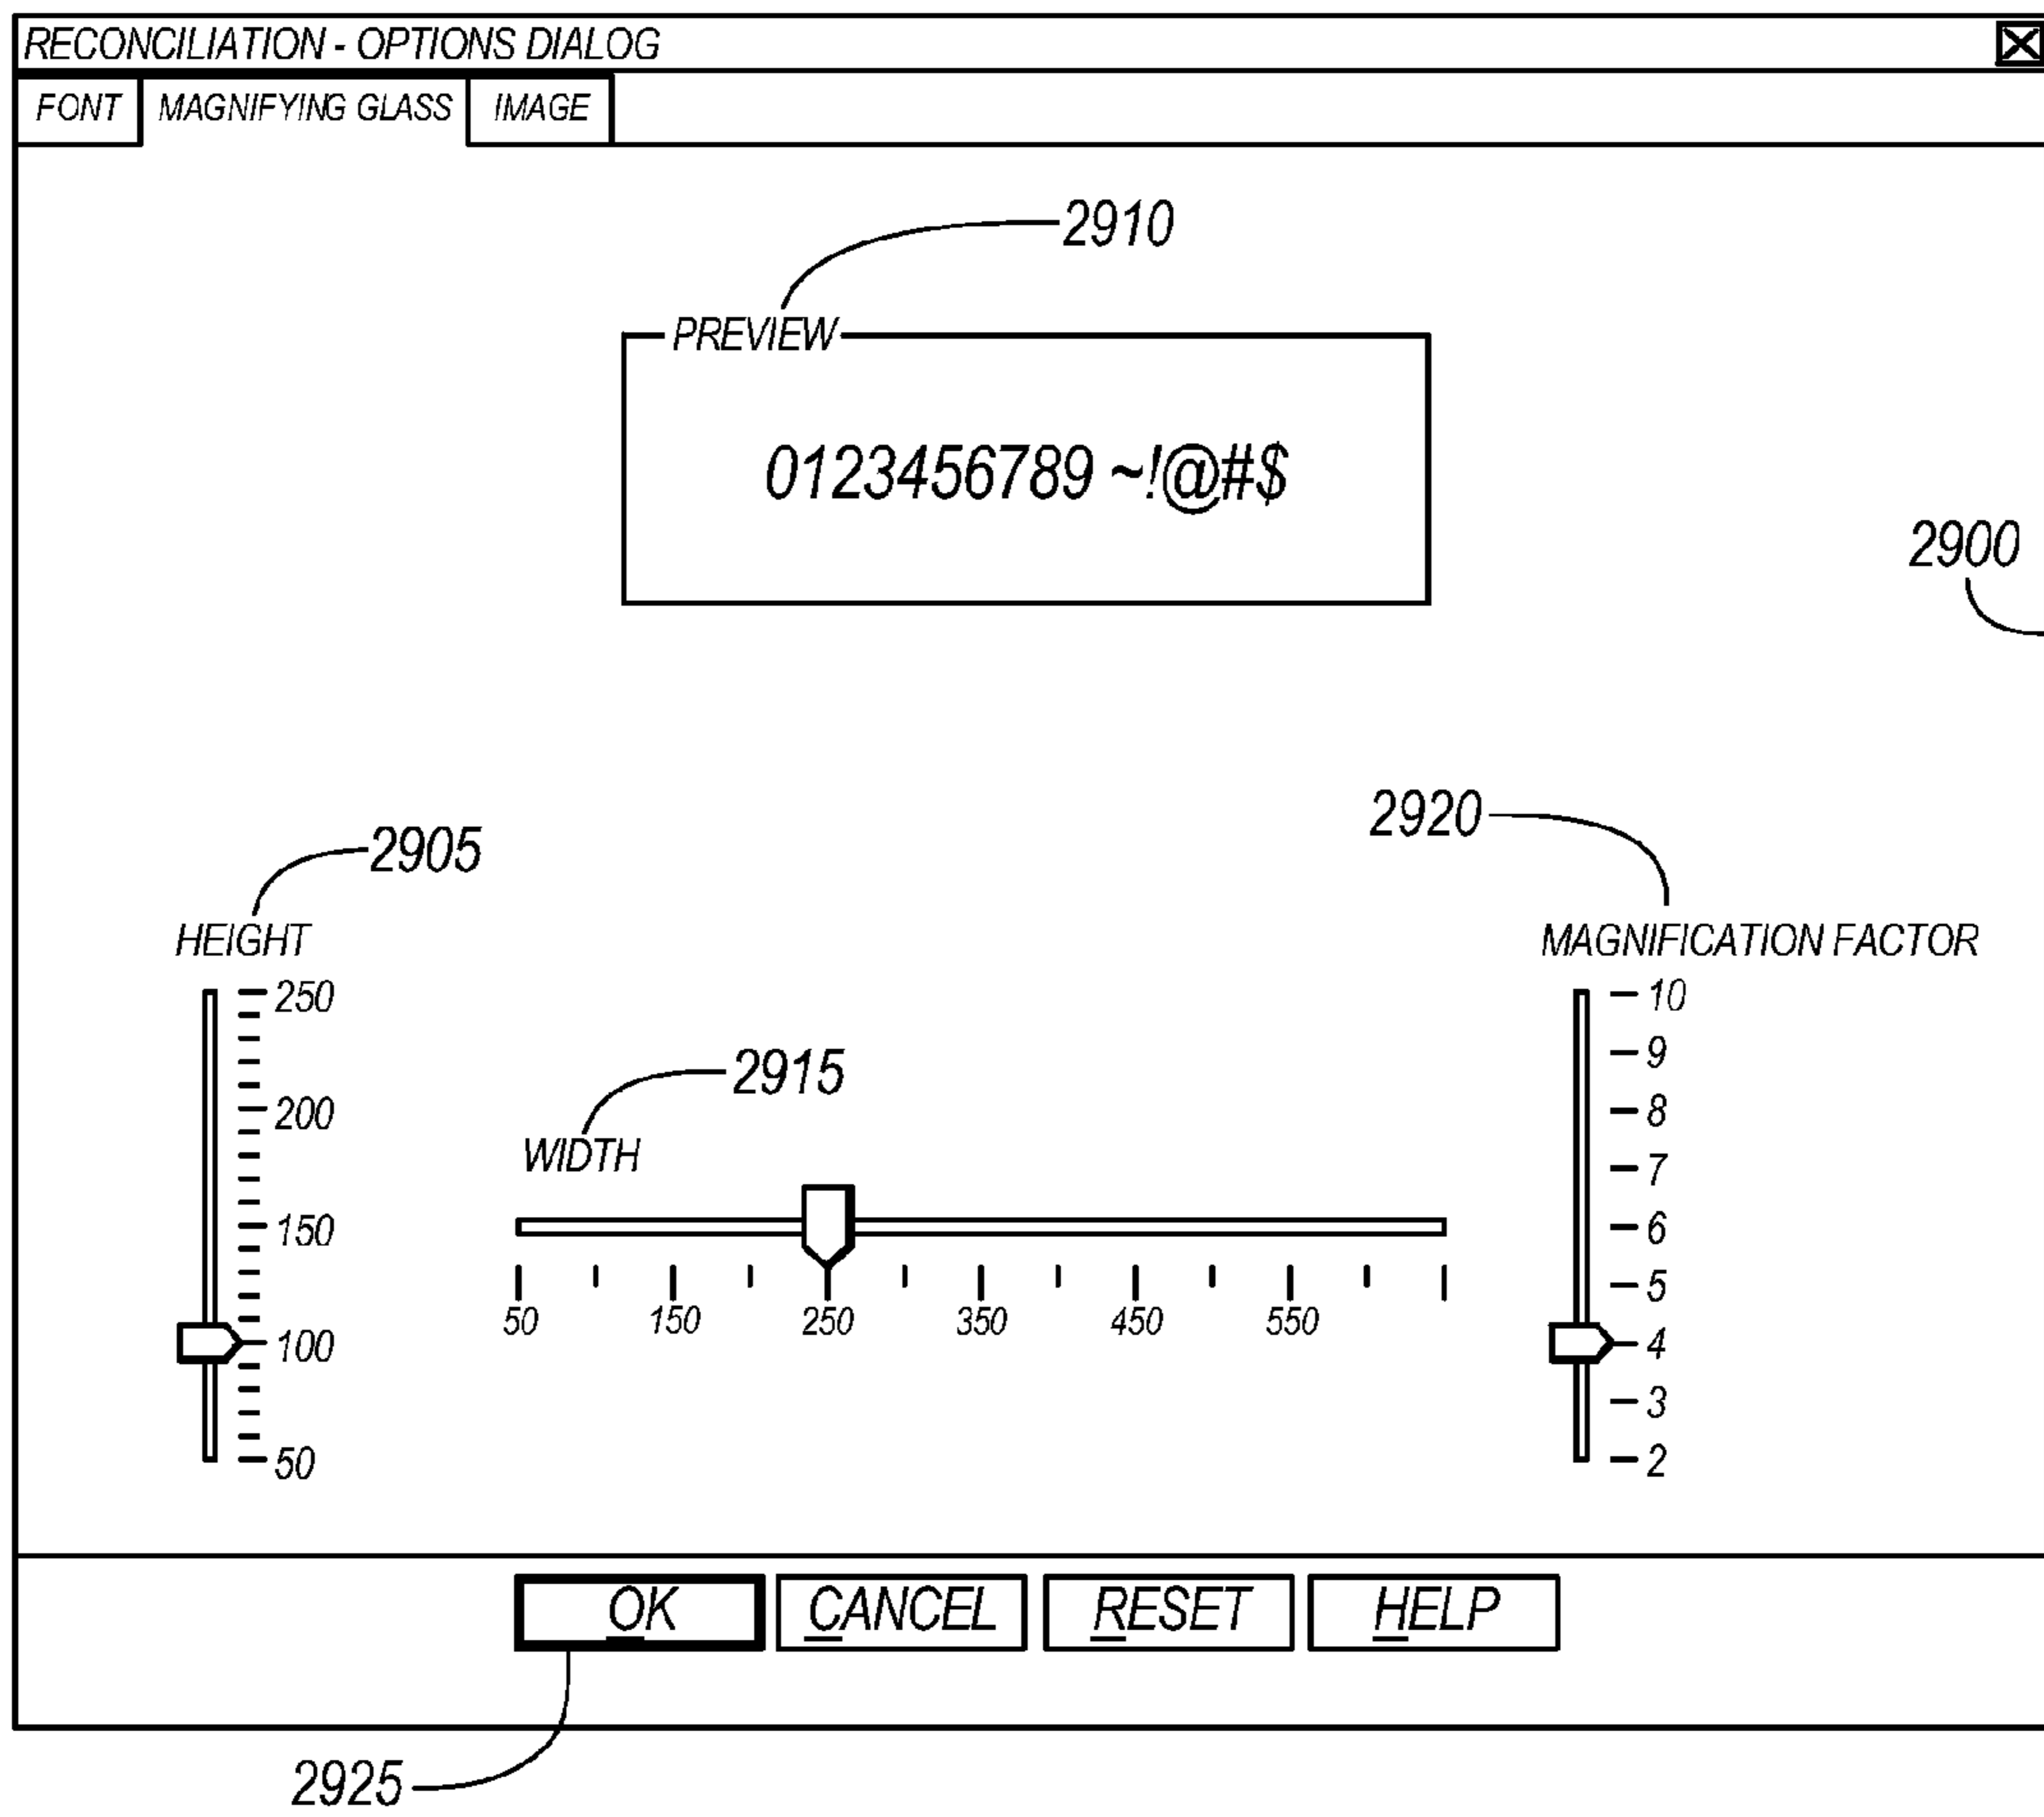 RECONCILIATION - OPTIONS DIALOG
FONT MAGNIFYING GLASS IMAGE
2910
PREVIEW
0123456789 ~!@#$
2900
2920
2905
HEIGHT
MAGNIFICATION FACTOR
250
200
150
100
50
2915
WIDTH
50 150 250 350 450 550
10
9
8
7
6
5
4
3
2
OK CANCEL RESET HELP
2925